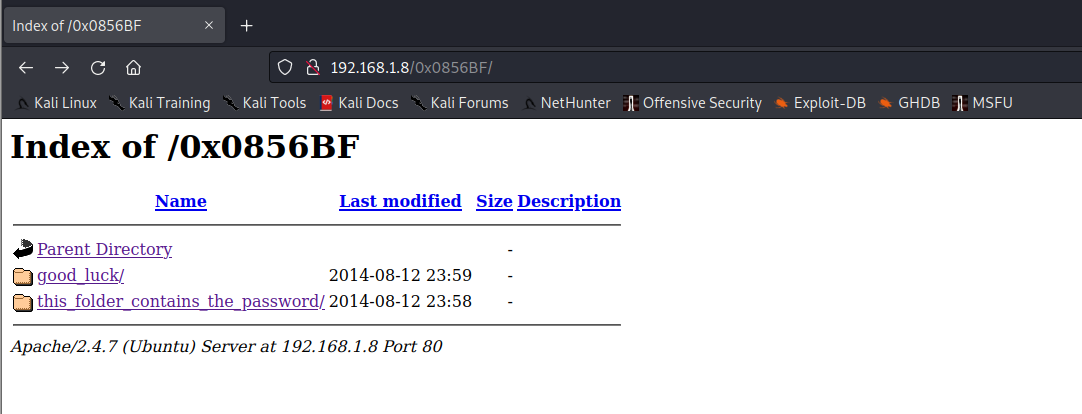 Index of /0x0856BF
192.168.1.8/0x0856BF/
Kali Linux Kali Training Kali Tools Kali Docs Kali Forums NetHunter Offensive Security Exploit-DB GHDB MSFU
Index of /0x0856BF
Name Last modified Size Description
Parent Directory -
good_luck/ 2014-08-12 23:59 -
this_folder_contains_the_password/ 2014-08-12 23:58 -
Apache/2.4.7 (Ubuntu) Server at 192.168.1.8 Port 80